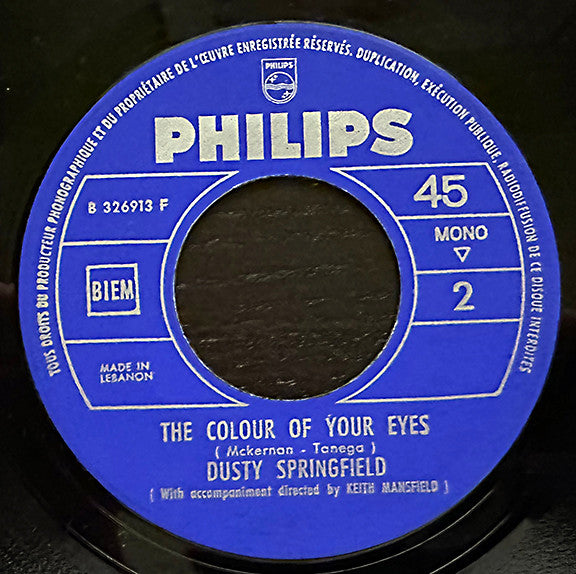 TOUS DROITS DU PRODUCTEUR PHONOGRAPHIQUE ET DU PROPRIÉTAIRE DE L'ŒUVRE ENREGISTRÉE RÉSERVÉS. DUPLICATION, EXÉCUTION PUBLIQUE, RADIODIFFUSION DE CE DISQUE INTERDITES
PHILIPS
PHILIPS
B 326913 F
45
MONO
BIEM
2
MADE IN
LEBANON
THE COLOUR OF YOUR EYES
( Mckernan - Tanega )
DUSTY SPRINGFIELD
( With accompaniment directed by KEITH MANSFIELD )